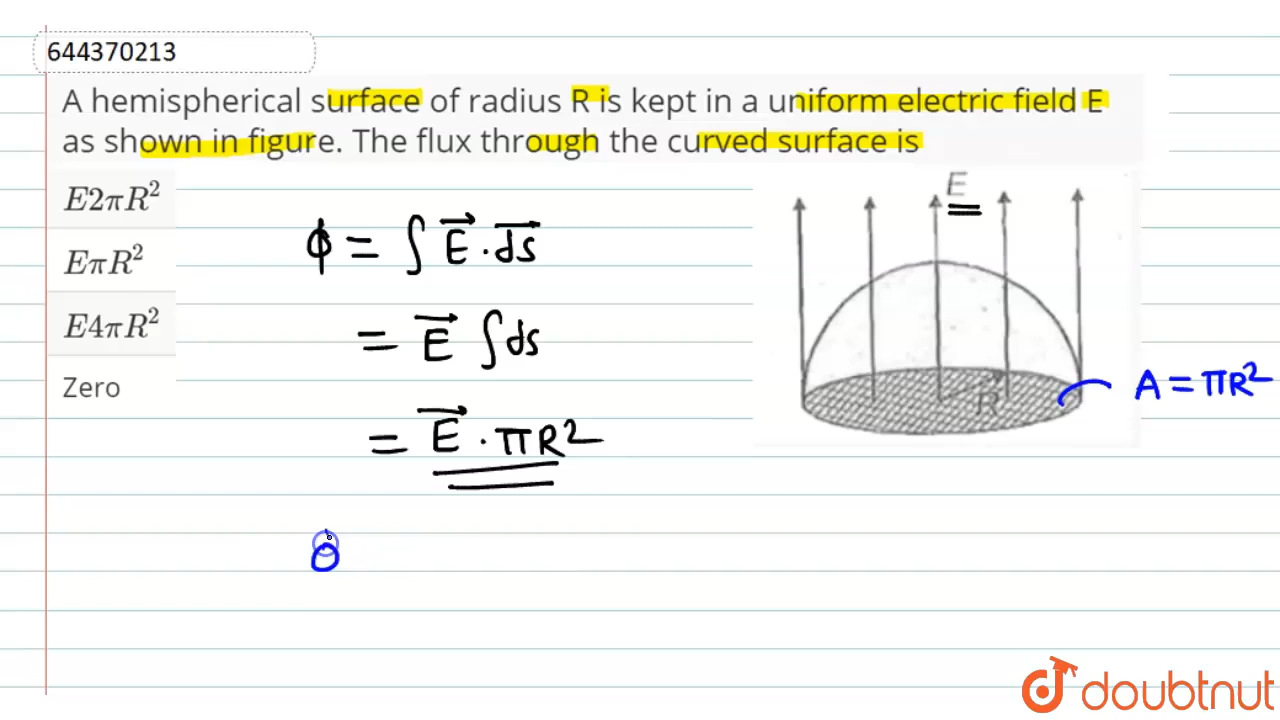 644370213
A hemispherical surface of radius R is kept in a uniform electric field E
as shown in figure. The flux through the curved surface is
E2πR²
EπR²
E4πR²
Zero
ϕ = ∫ E⃗ · ds⃗
= E⃗ ∫ ds
= E⃗ · πR²
E
R
A = πR²
doubtnut